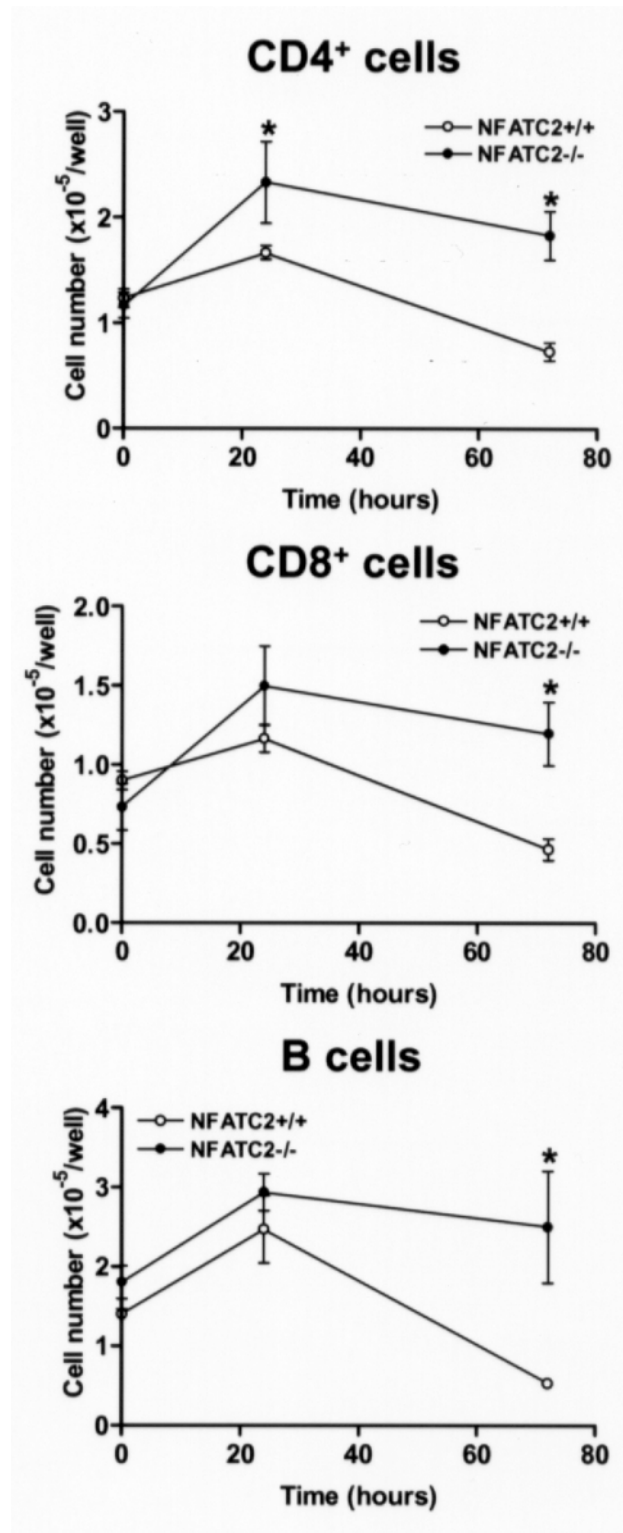 CD4⁺ cells
3
2
1
0
Cell number (x10⁻⁵/well)
* *
NFATC2+/+
NFATC2-/-
0 20 40 60 80
Time (hours)
CD8⁺ cells
2.0
1.5
1.0
0.5
0.0
Cell number (x10⁻⁵/well)
*
NFATC2+/+
NFATC2-/-
0 20 40 60 80
Time (hours)
B cells
4
3
2
1
0
Cell number (x10⁻⁵/well)
NFATC2+/+
NFATC2-/-
*
0 20 40 60 80
Time (hours)